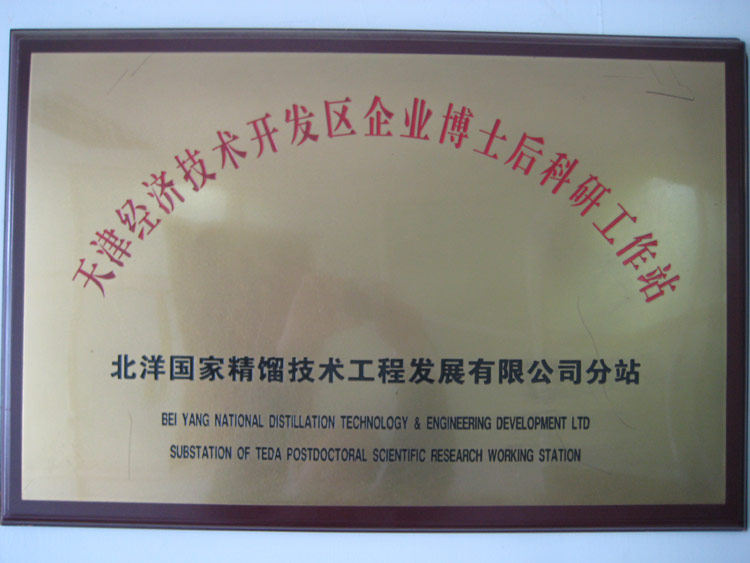 天津经济技术开发区企业博士后科研工作站
北洋国家精馏技术工程发展有限公司分站
BEI YANG NATIONAL DISTILLATION TECHNOLOGY & ENGINEERING DEVELOPMENT LTD
SUBSTATION OF TEDA POSTDOCTORAL SCIENTIFIC RESEARCH WORKING STATION